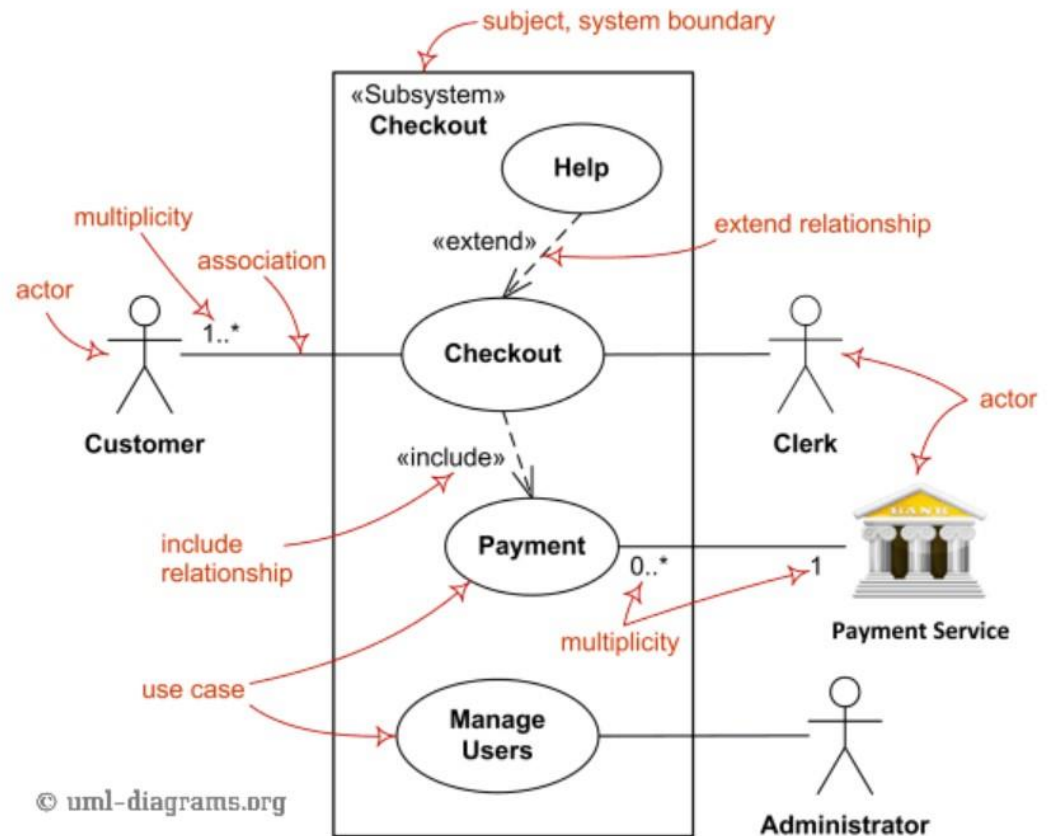 subject, system boundary
«Subsystem»
Checkout
Help
multiplicity
«extend»
extend relationship
association
actor
1..*
Checkout
Customer
Clerk
actor
«include»
BANK
include
relationship
Payment
0..*
1
multiplicity
Payment Service
use case
Manage
Users
© uml-diagrams.org
Administrator